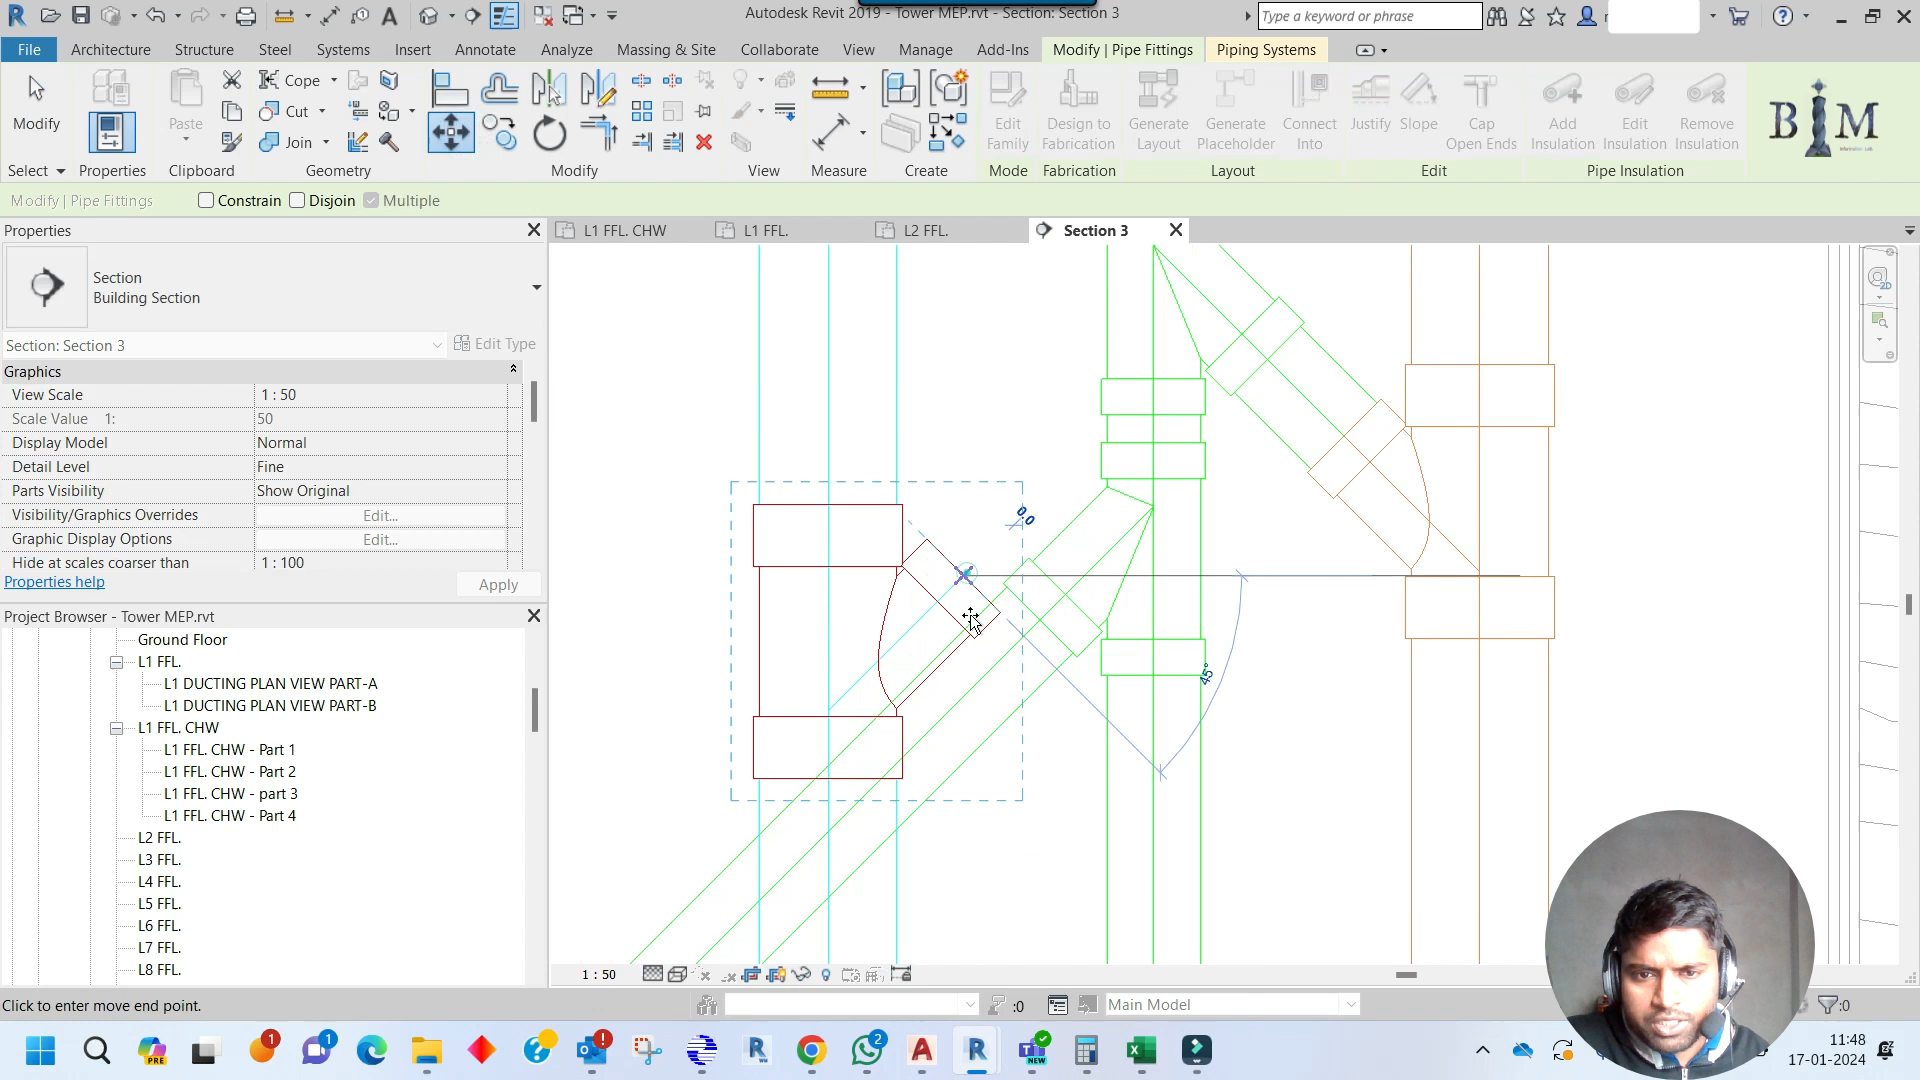 Autodesk Revit 2019 - Tower MEP.rvt - Section: Section 3
Type a keyword or phrase
File
Architecture
Structure
Steel
Systems
Insert
Annotate
Analyze
Massing & Site
Collaborate
View
Manage
Add-Ins
Modify | Pipe Fittings
Piping Systems
Modify
Paste
Cope
Cut
Join
Edit Family
Design to Fabrication
Generate Layout
Generate Placeholder
Connect Into
Justify
Slope
Cap Open Ends
Add Insulation
Edit Insulation
Remove Insulation
BIM
Select
Properties
Clipboard
Geometry
Modify
View
Measure
Create
Mode
Fabrication
Layout
Edit
Pipe Insulation
Modify | Pipe Fittings
Constrain
Disjoin
Multiple
Properties
L1 FFL. CHW
L1 FFL.
L2 FFL.
Section 3
Section
Building Section
Section: Section 3
Edit Type
Graphics
View Scale
1 : 50
Scale Value 1:
50
Display Model
Normal
Detail Level
Fine
Parts Visibility
Show Original
Visibility/Graphics Overrides
Edit...
Graphic Display Options
Edit...
Hide at scales coarser than
1 : 100
Properties help
Apply
0.0
45°
Project Browser - Tower MEP.rvt
Ground Floor
L1 FFL.
L1 DUCTING PLAN VIEW PART-A
L1 DUCTING PLAN VIEW PART-B
L1 FFL. CHW
L1 FFL. CHW - Part 1
L1 FFL. CHW - Part 2
L1 FFL. CHW - part 3
L1 FFL. CHW - Part 4
L2 FFL.
L3 FFL.
L4 FFL.
L5 FFL.
L6 FFL.
L7 FFL.
L8 FFL.
1 : 50
Click to enter move end point.
:0
Main Model
:0
11:48
17-01-2024